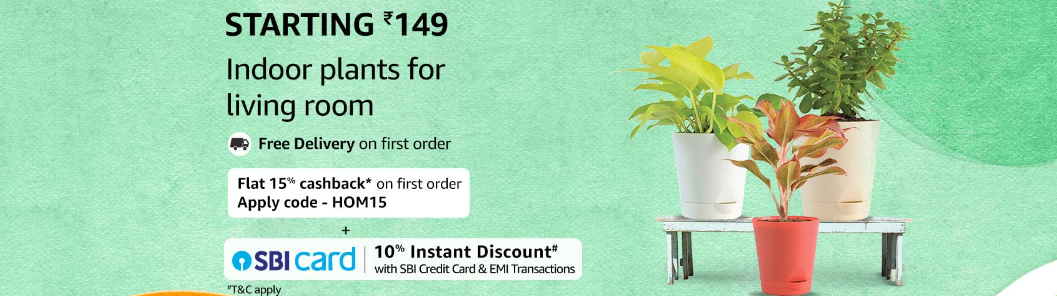 STARTING ₹149
Indoor plants for
living room
Free Delivery on first order
Flat 15% cashback* on first order
Apply code - HOM15
+
SBI card
10% Instant Discount#
with SBI Credit Card & EMI Transactions
#T&C apply